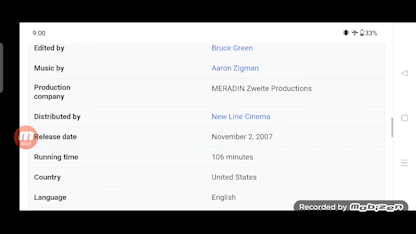 9:00
33%
Edited by Bruce Green
Music by Aaron Zigman
Production company MERADIN Zweite Productions
Distributed by New Line Cinema
Release date November 2, 2007
Running time 106 minutes
Country United States
Language English
Recorded by Mobizen